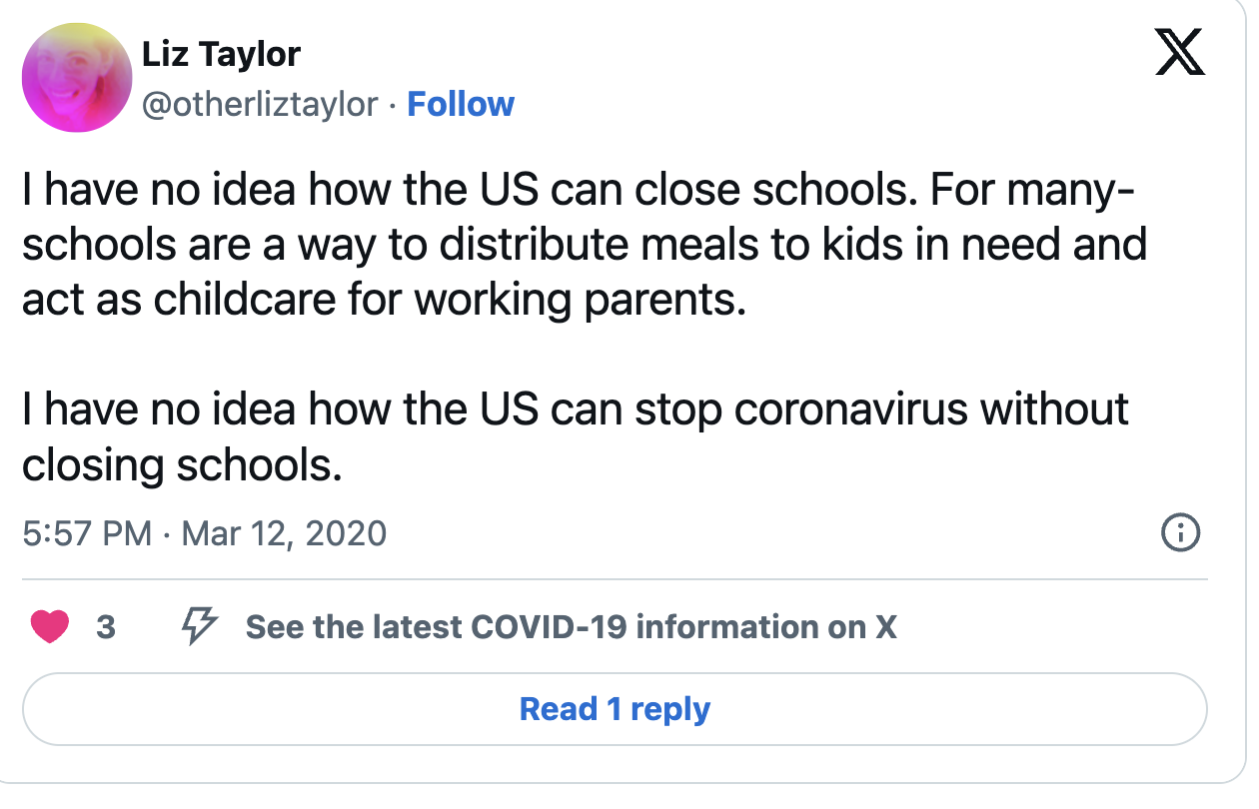 Liz Taylor
@otherliztaylor · Follow
I have no idea how the US can close schools. For many-
schools are a way to distribute meals to kids in need and
act as childcare for working parents.
I have no idea how the US can stop coronavirus without
closing schools.
5:57 PM · Mar 12, 2020
3 See the latest COVID-19 information on X
Read 1 reply